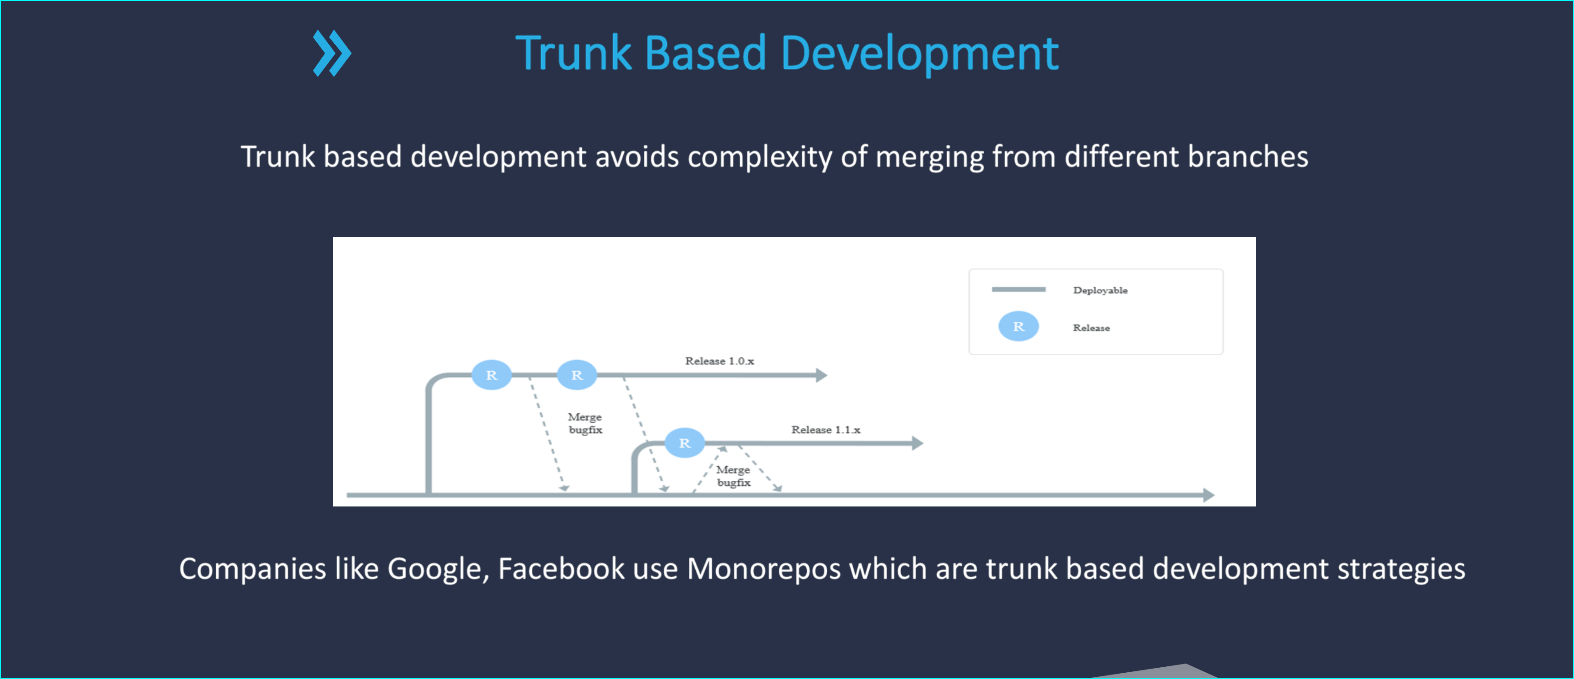 Trunk Based Development
Trunk based development avoids complexity of merging from different branches
Deployable
R
Release
Release 1.0.x
R
R
Merge
bugfix
Release 1.1.x
R
Merge
bugfix
Companies like Google, Facebook use Monorepos which are trunk based development strategies